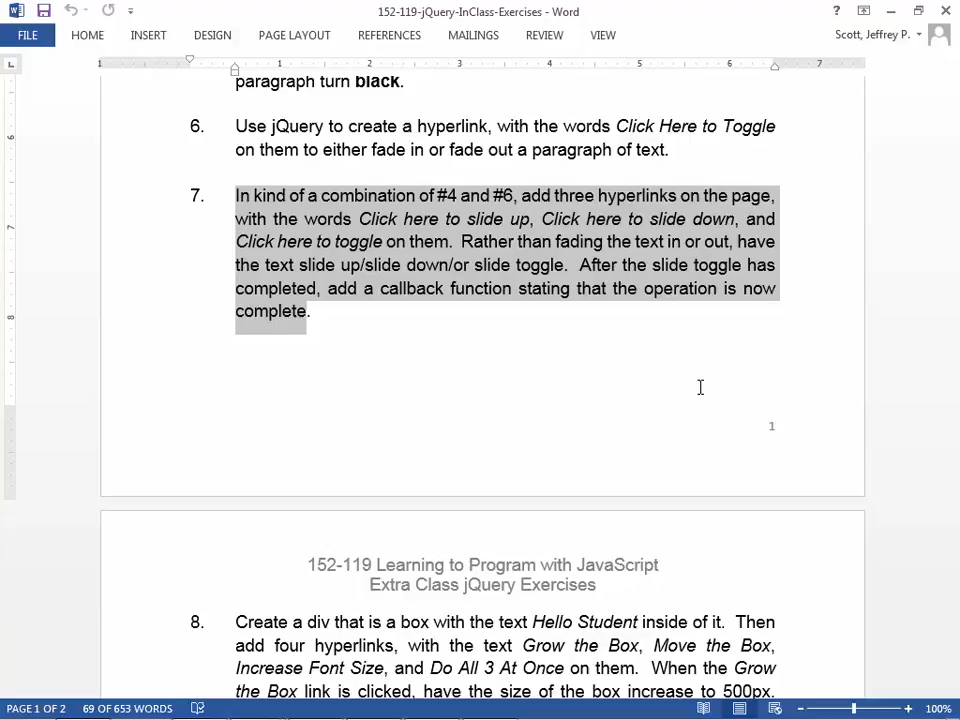 152-119-jQuery-InClass-Exercises - Word
FILE HOME INSERT DESIGN PAGE LAYOUT REFERENCES MAILINGS REVIEW VIEW Scott, Jeffrey P.
1 1 2 3 4 5 6 7
paragraph turn black.
6. Use jQuery to create a hyperlink, with the words Click Here to Toggle
on them to either fade in or fade out a paragraph of text.
7. In kind of a combination of #4 and #6, add three hyperlinks on the page,
with the words Click here to slide up, Click here to slide down, and
Click here to toggle on them. Rather than fading the text in or out, have
the text slide up/slide down/or slide toggle. After the slide toggle has
completed, add a callback function stating that the operation is now
complete.
1
152-119 Learning to Program with JavaScript
Extra Class jQuery Exercises
8. Create a div that is a box with the text Hello Student inside of it. Then
add four hyperlinks, with the text Grow the Box, Move the Box,
Increase Font Size, and Do All 3 At Once on them. When the Grow
the Box link is clicked, have the size of the box increase to 500px.
PAGE 1 OF 2 69 OF 653 WORDS 100%